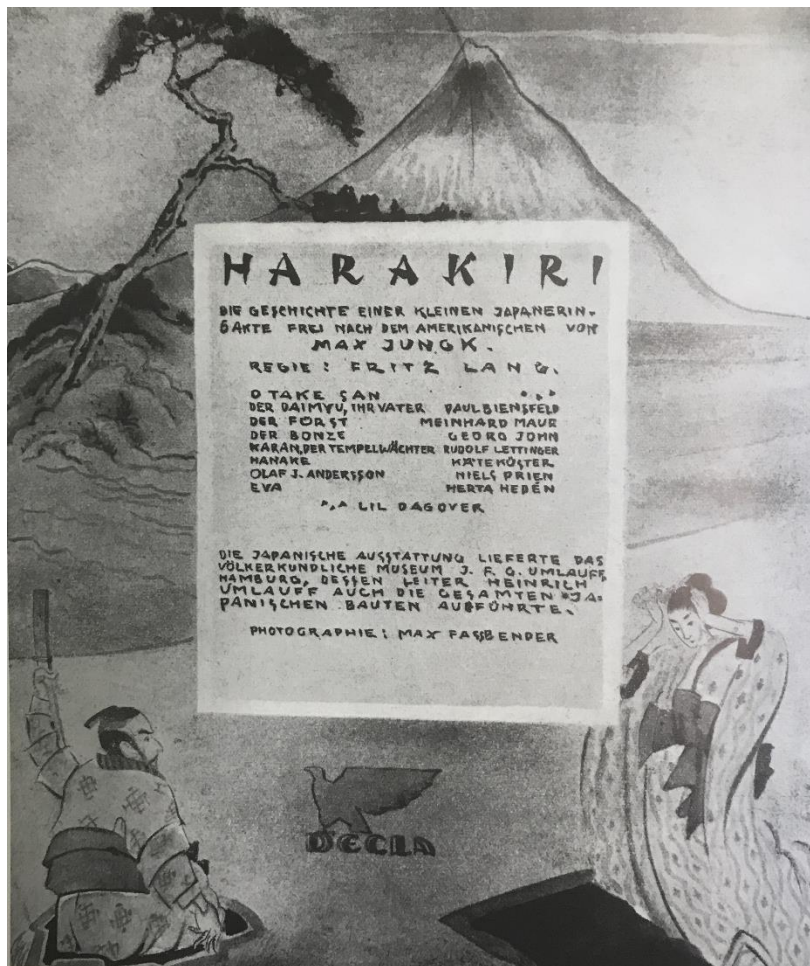 HARAKIRI
DIE GESCHICHTE EINER KLEINEN JAPANERIN.
6 AKTE FREI NACH DEM AMERIKANISCHEN VON
MAX JUNGK.
REGIE: FRITZ LANG.
O TAKE SAN *.*
DER DAIMYU, IHR VATER PAUL BIENSFELD
DER FÜRST MEINHARD MAUR
DER BONZE GEORG JOHN
KARAN, DER TEMPELWÄCHTER RUDOLF LETTINGER
HANAKE KÄTE KÜSTER
OLAF J. ANDERSSON NIELS PRIEN
EVA HERTA HEDÉN
*.* LIL DAGOVER
DIE JAPANISCHE AUSSTATTUNG LIEFERTE DAS
VÖLKERKUNDLICHE MUSEUM J. F. G. UMLAUFF,
HAMBURG, DESSEN LEITER HEINRICH
UMLAUFF AUCH DIE GESAMTEN JA-
PANISCHEN BAUTEN AUSFÜHRTE.
PHOTOGRAPHIE: MAX FASSBENDER
DECLA